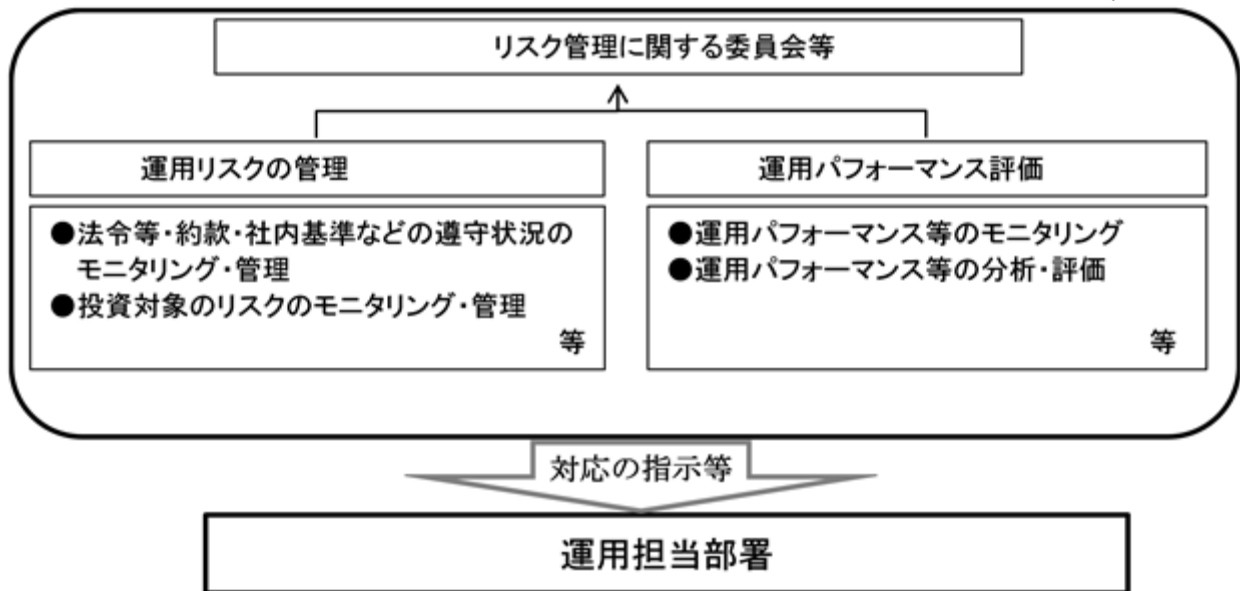 リスク管理に関する委員会等
運用リスクの管理
●法令等・約款・社内基準などの遵守状況の
モニタリング・管理
●投資対象のリスクのモニタリング・管理
等
運用パフォーマンス評価
●運用パフォーマンス等のモニタリング
●運用パフォーマンス等の分析・評価
等
対応の指示等
運用担当部署